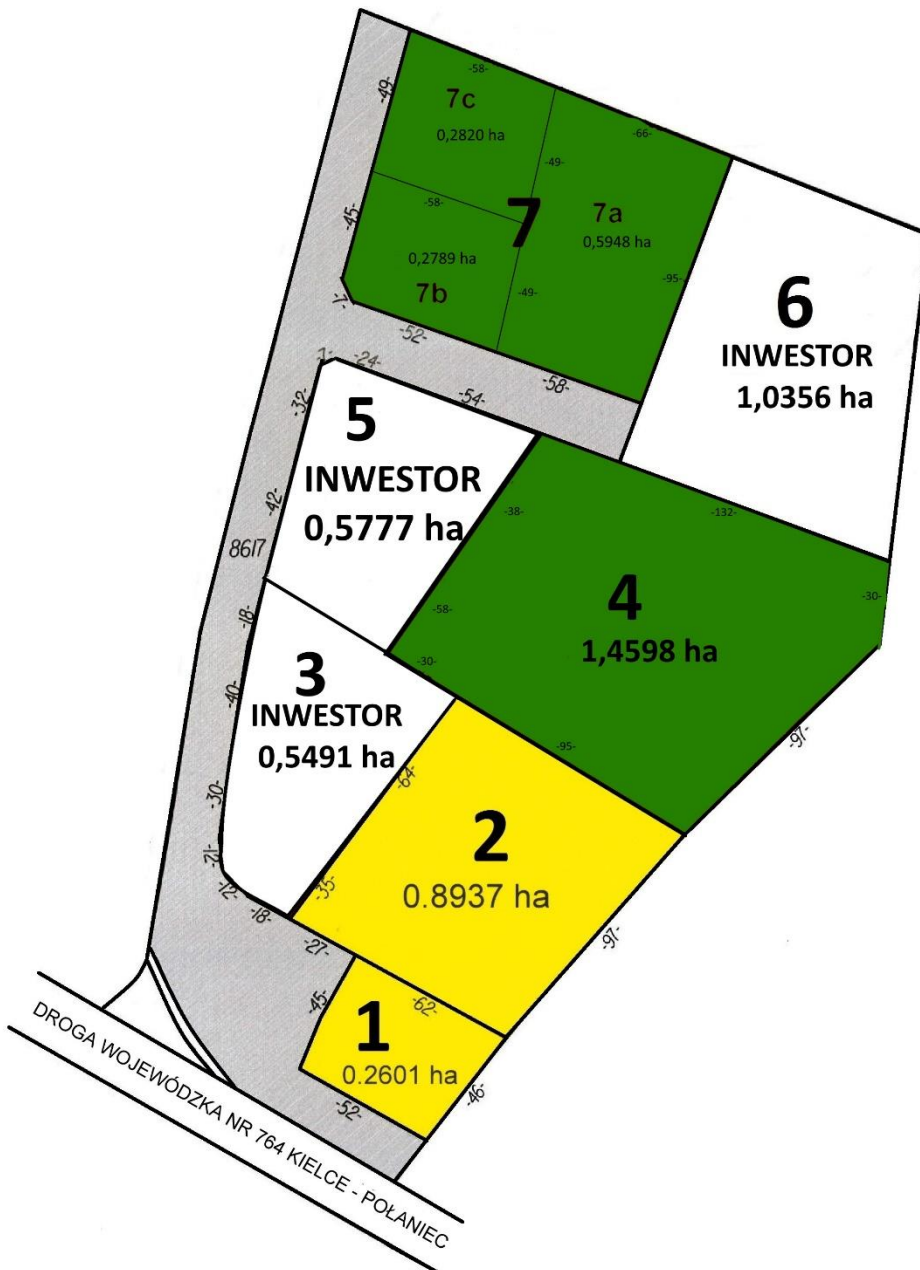 -58-
-49-
7c
0,2820 ha
-66-
-49-
7
7a
0,5948 ha
-58-
-45-
0,2789 ha
7b
-49-
-95-
-7-
-52-
-58-
6
INWESTOR
1,0356 ha
-24-
-54-
-32-
5
INWESTOR
0,5777 ha
-42-
8617
-38-
-132-
-58-
4
1,4598 ha
-30-
-30-
-18-
3
INWESTOR
0,5491 ha
-40-
-95-
-97-
-64-
-30-
2
0.8937 ha
-35-
-12-
-18-
-27-
-97-
-45-
-62-
1
0.2601 ha
-46-
-52-
DROGA WOJEWÓDZKA NR 764 KIELCE - POŁANIEC